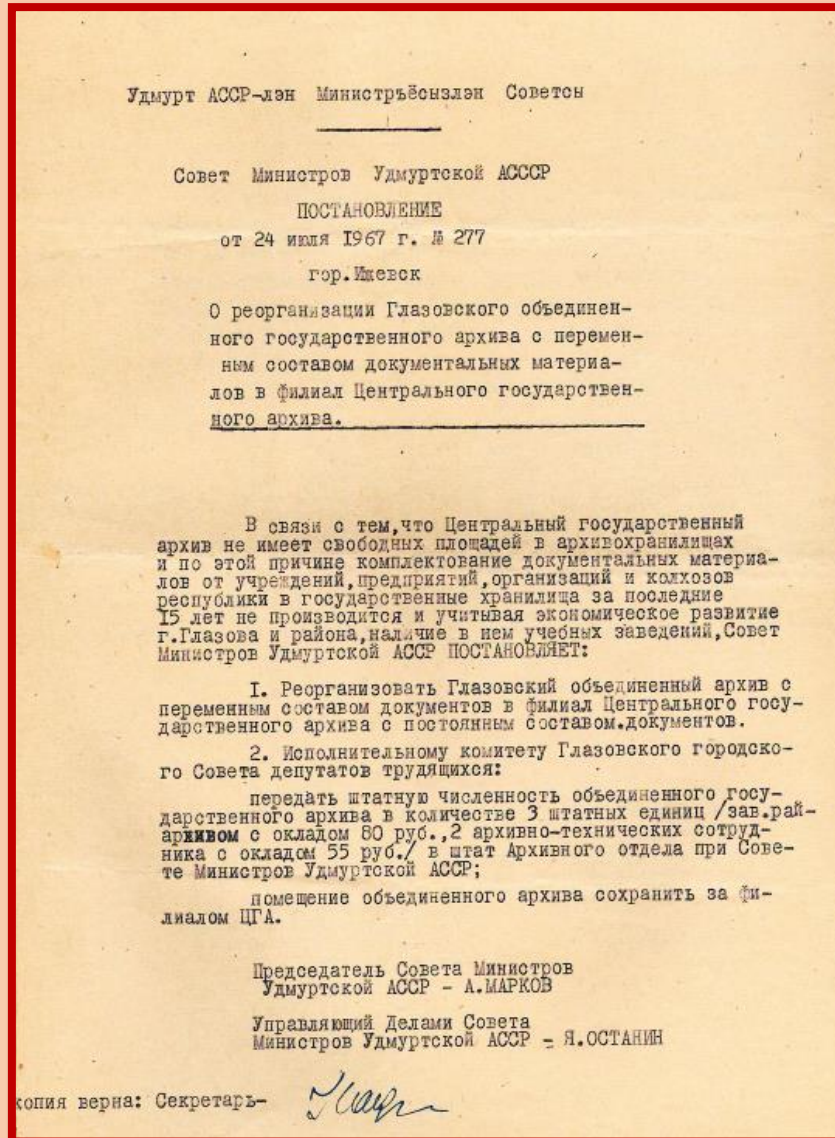 Удмурт АССР-лэн Министръёсызлэн Советсы
Совет Министров Удмуртской АСССР
ПОСТАНОВЛЕНИЕ
от 24 июля 1967 г. № 277
гор.Ижевск
О реорганизации Глазовского объединен-
ного государственного архива с перемен-
ным составом документальных материа-
лов в филиал Центрального государствен-
ного архива.
В связи с тем,что Центральный государственный
архив не имеет свободных площадей в архивохранилищах
и по этой причине комплектование документальных материа-
лов от учреждений,предприятий,организаций и колхозов
республики в государственные хранилища за последние
15 лет не производится и учитывая экономическое развитие
г.Глазова и района,наличие в нем учебных заведений,Совет
Министров Удмуртской АССР ПОСТАНОВЛЯЕТ:
I. Реорганизовать Глазовский объединенный архив с
переменным составом документов в филиал Центрального госу-
дарственного архива с постоянным составом.документов.
2. Исполнительному комитету Глазовского городско-
го Совета депутатов трудящихся:
передать штатную численность объединенного госу-
дарственного архива в количестве 3 штатных единиц /зав.рай-
архивом с окладом 80 руб.,2 архивно-технических сотруд-
ника с окладом 55 руб./ в штат Архивного отдела при Сове-
те Министров Удмуртской АССР;
помещение объединенного архива сохранить за фи-
лиалом ЦГА.
Председатель Совета Министров
Удмуртской АССР - А.МАРКОВ
Управляющий Делами Совета
Министров Удмуртской АССР - Я.ОСТАНИН
копия верна: Секретарь-